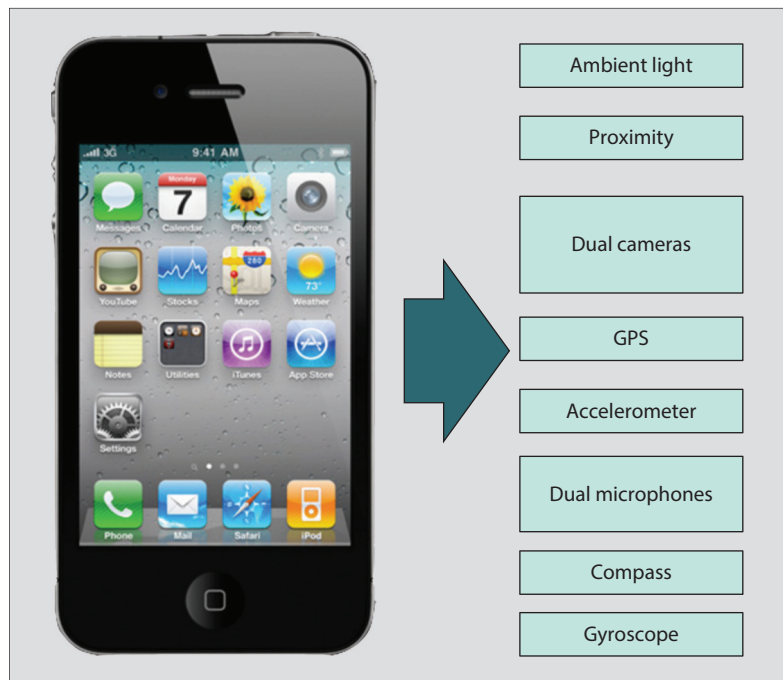 3G 9:41 AM
Monday
7
Messages Calendar Photos Camera
280
73°
YouTube Stocks Maps Weather
Notes Utilities iTunes App Store
Settings
Phone Mail Safari iPod
Ambient light
Proximity
Dual cameras
GPS
Accelerometer
Dual microphones
Compass
Gyroscope